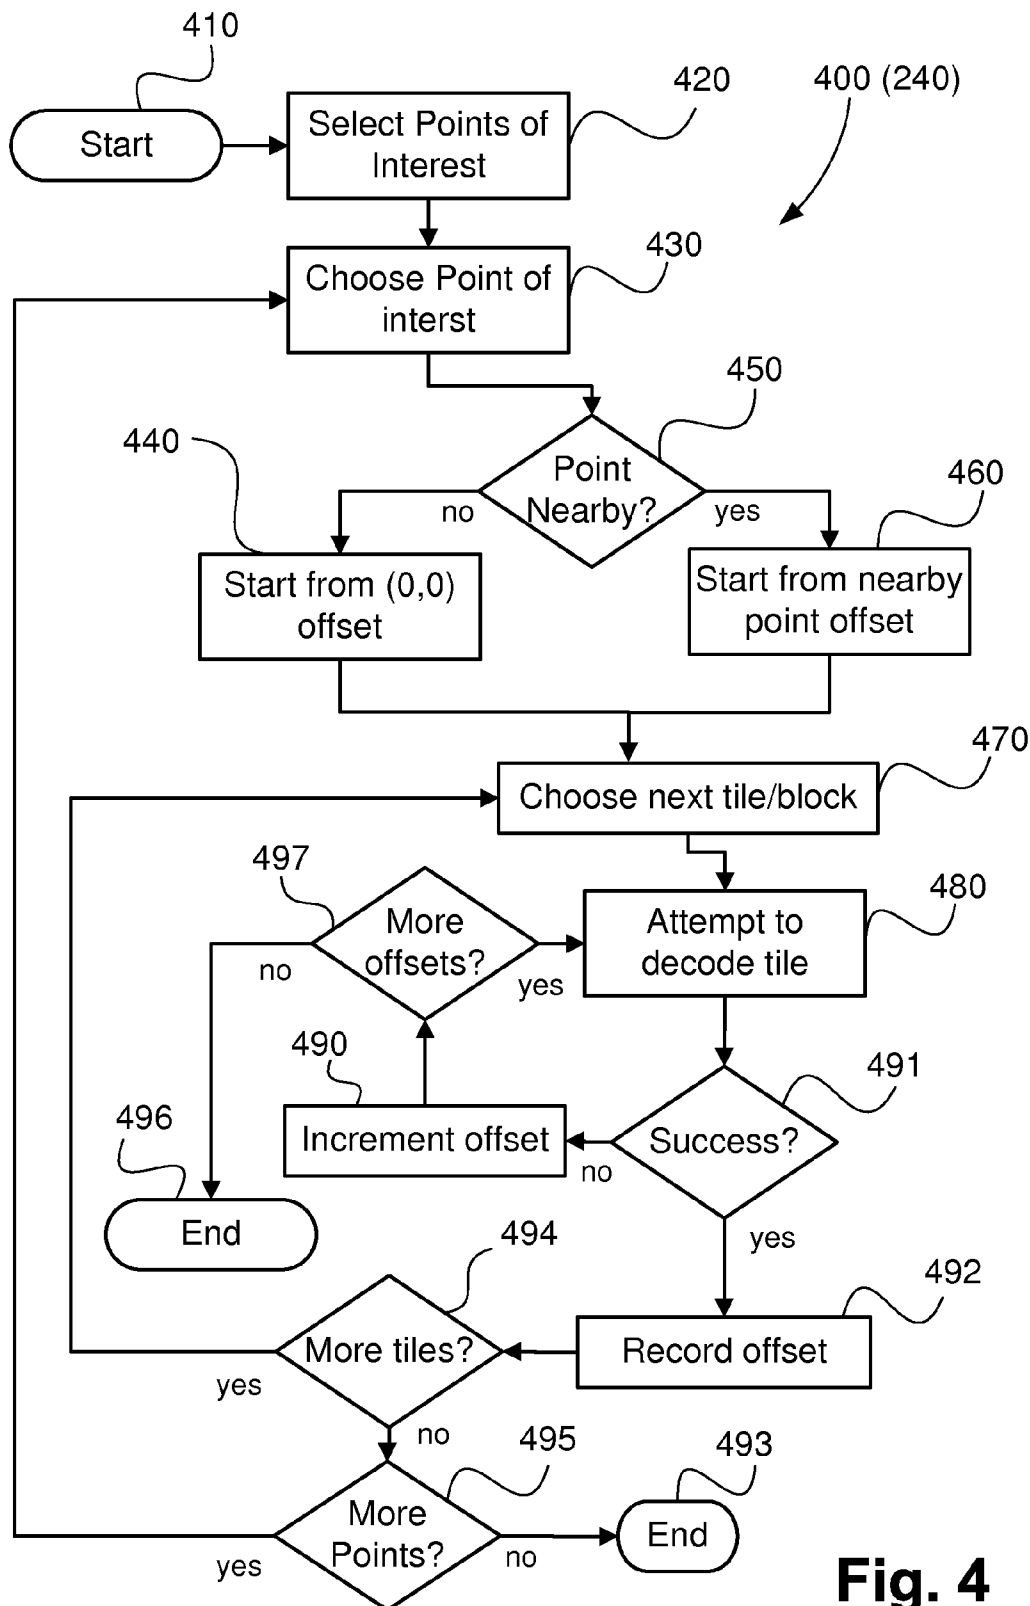 410
Start
Select Points of
Interest
420
400 (240)
Choose Point of
interst
430
450
440
Point
Nearby?
no
yes
460
Start from (0,0)
offset
Start from nearby
point offset
470
Choose next tile/block
497
More
offsets?
no
yes
480
Attempt to
decode tile
490
491
Increment offset
Success?
no
yes
496
End
494
492
More tiles?
Record offset
yes
no
495
493
More
Points?
End
yes
no
Fig. 4